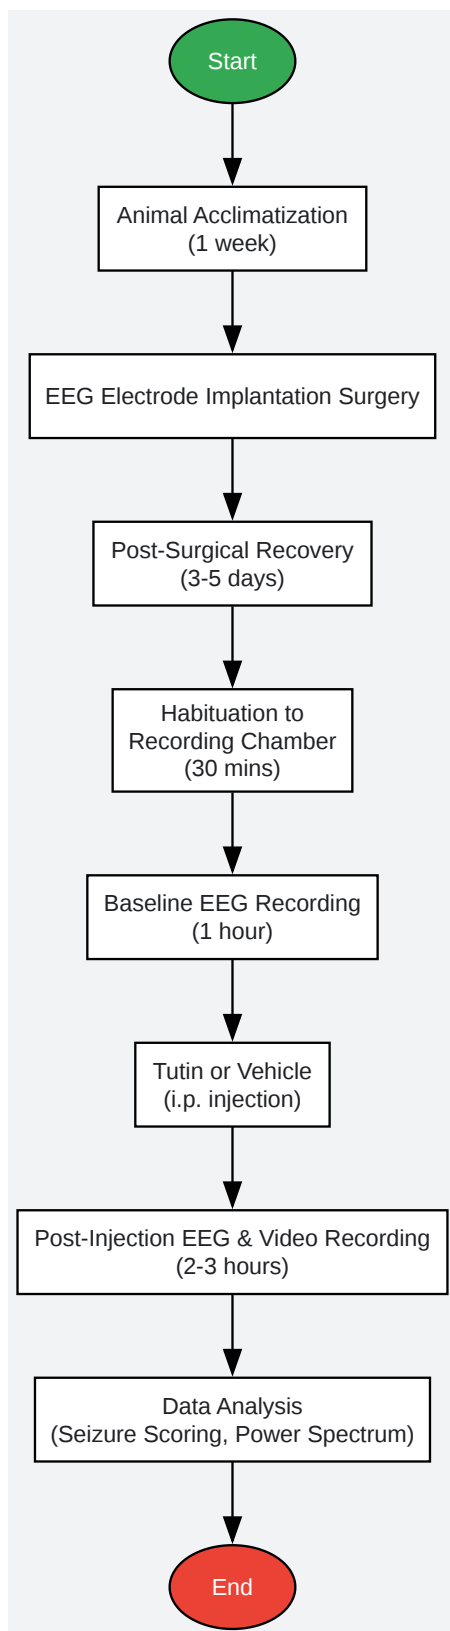 Start
Animal Acclimatization
(1 week)
EEG Electrode Implantation Surgery
Post-Surgical Recovery
(3-5 days)
Habituation to
Recording Chamber
(30 mins)
Baseline EEG Recording
(1 hour)
Tutin or Vehicle
(i.p. injection)
Post-Injection EEG & Video Recording
(2-3 hours)
Data Analysis
(Seizure Scoring, Power Spectrum)
End